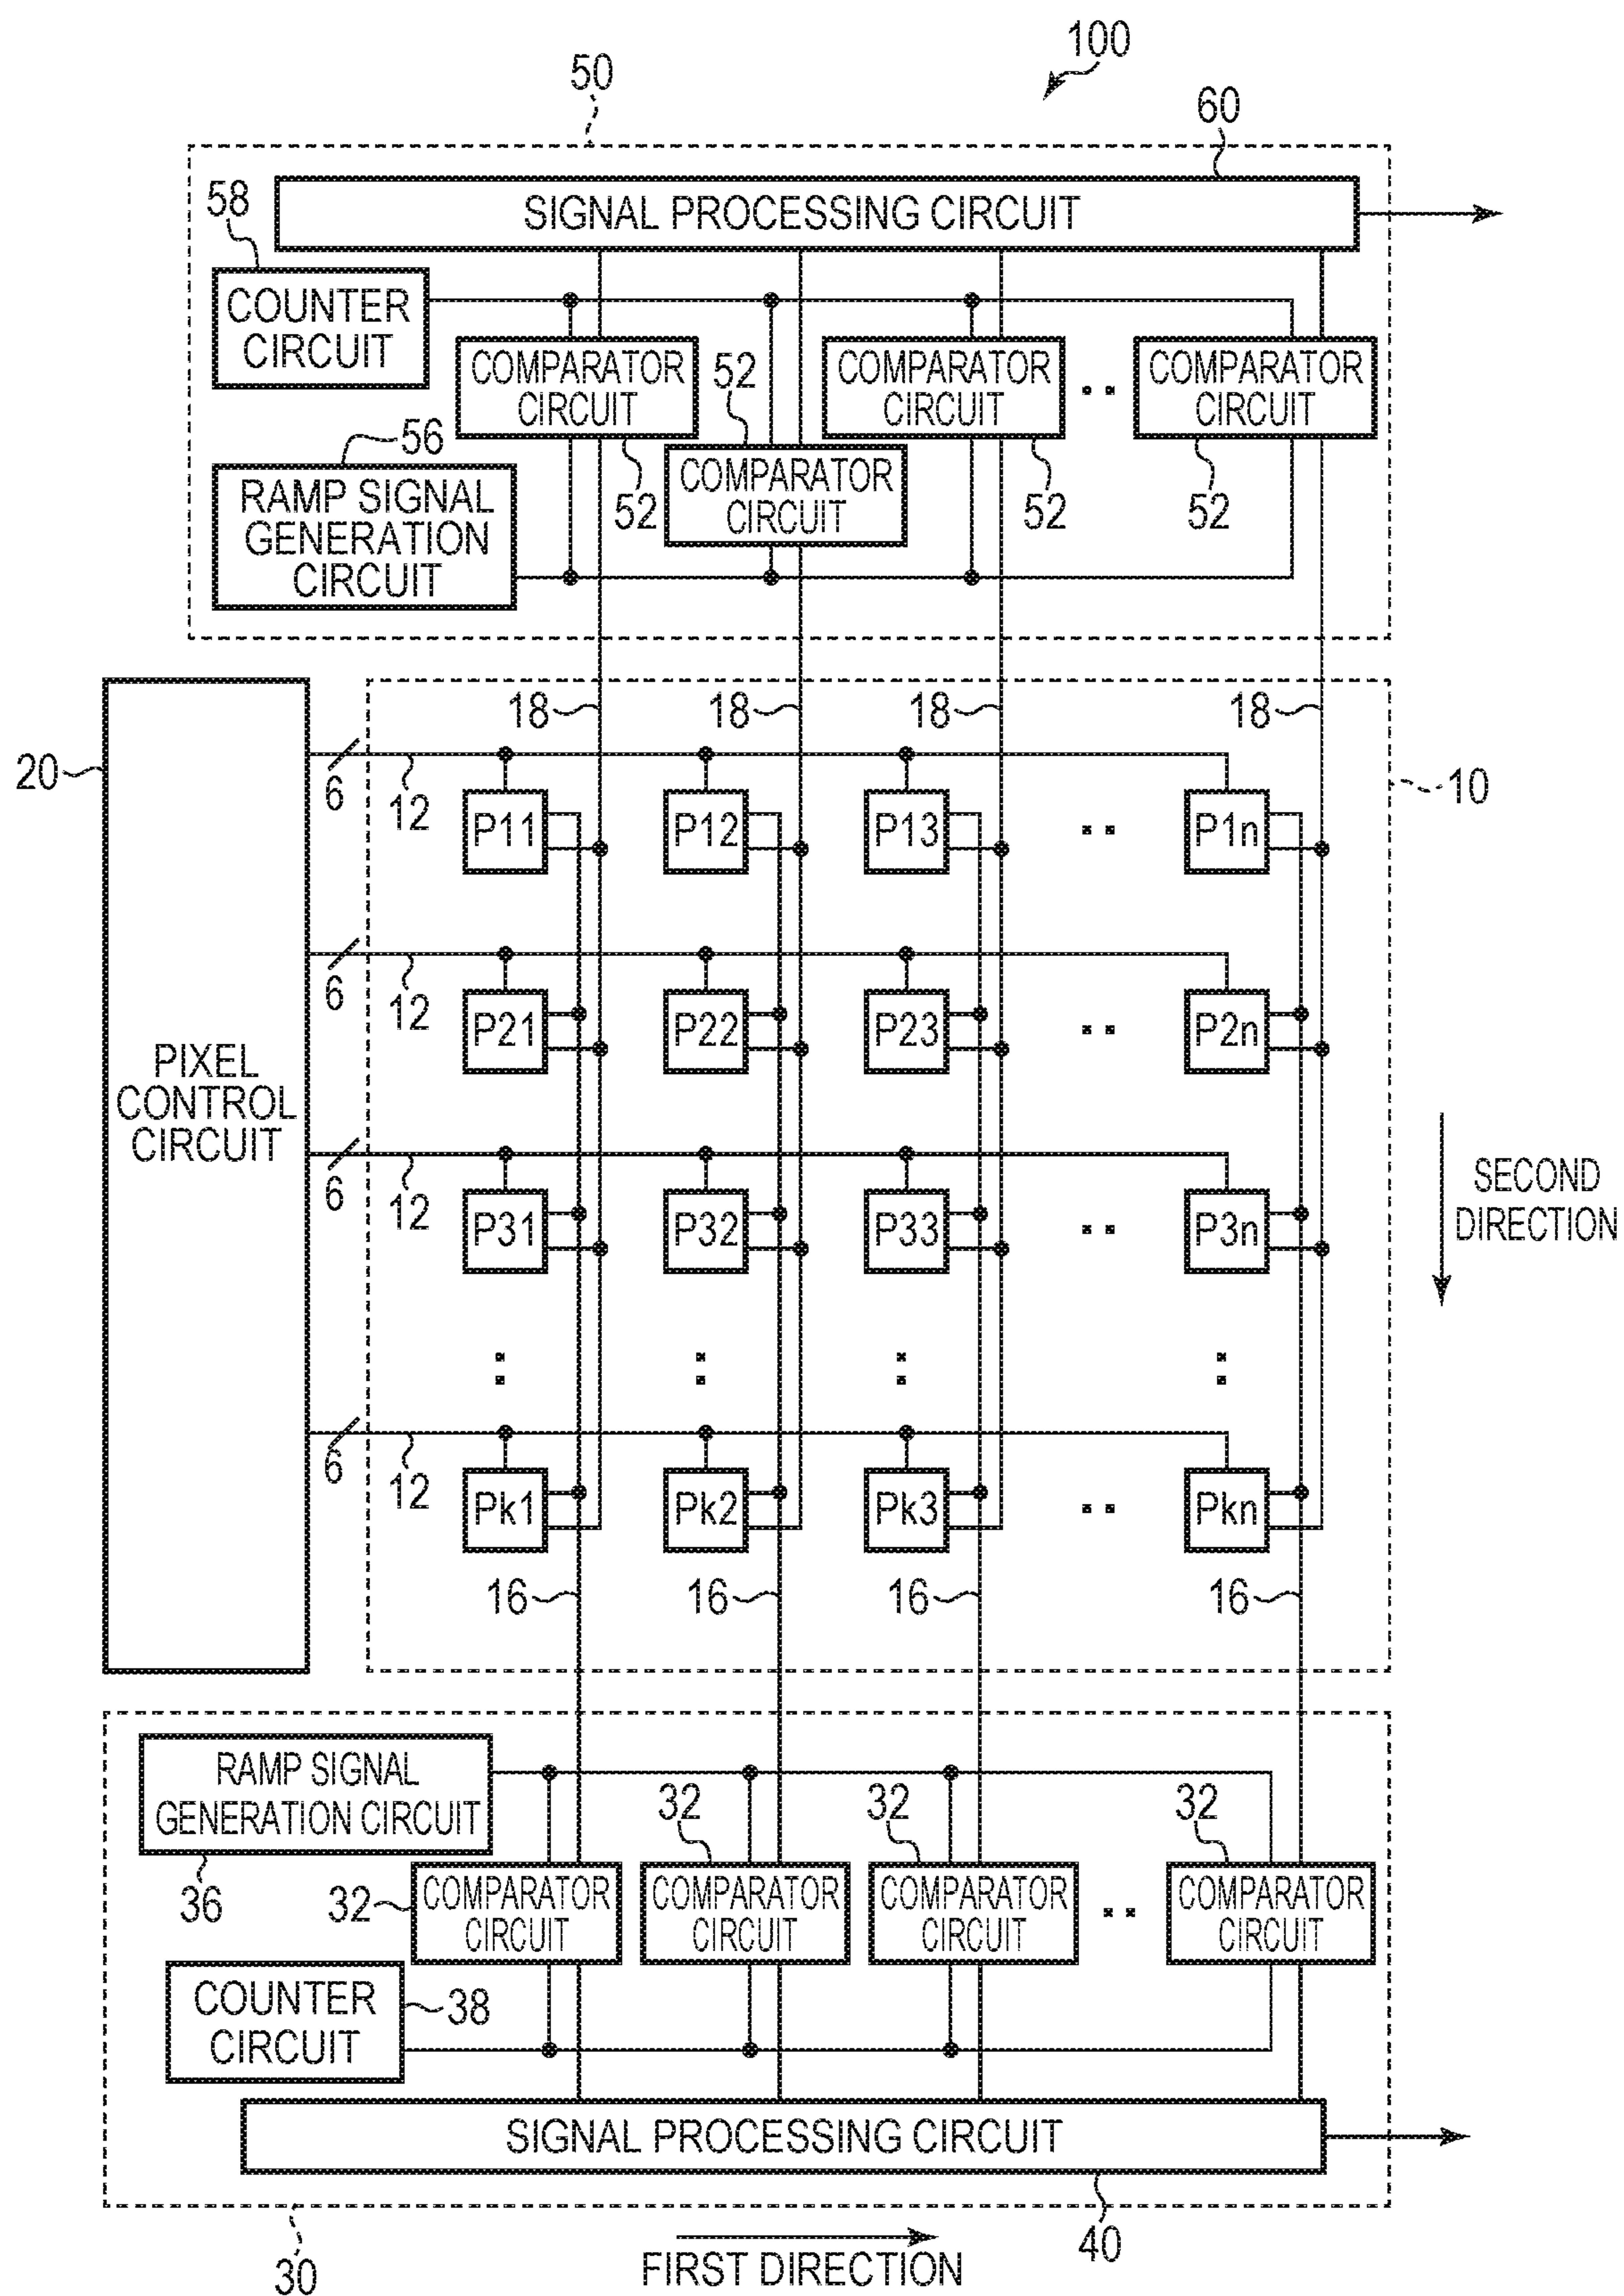 100
50
60
SIGNAL PROCESSING CIRCUIT
58
COUNTER
CIRCUIT
COMPARATOR
CIRCUIT
52
COMPARATOR
CIRCUIT
COMPARATOR
CIRCUIT
COMPARATOR
CIRCUIT
56
RAMP SIGNAL
GENERATION
CIRCUIT
52
COMPARATOR
CIRCUIT
52
52
18
18
18
18
20
6
12
10
P11
P12
P13
P1n
6
12
P21
P22
P23
P2n
PIXEL
CONTROL
CIRCUIT
6
12
P31
P32
P33
P3n
SECOND
DIRECTION
6
12
Pk1
Pk2
Pk3
Pkn
16
16
16
16
RAMP SIGNAL
GENERATION CIRCUIT
36
32
32
32
32
COMPARATOR
CIRCUIT
COMPARATOR
CIRCUIT
COMPARATOR
CIRCUIT
COMPARATOR
CIRCUIT
COUNTER
CIRCUIT
38
SIGNAL PROCESSING CIRCUIT
40
30
FIRST DIRECTION